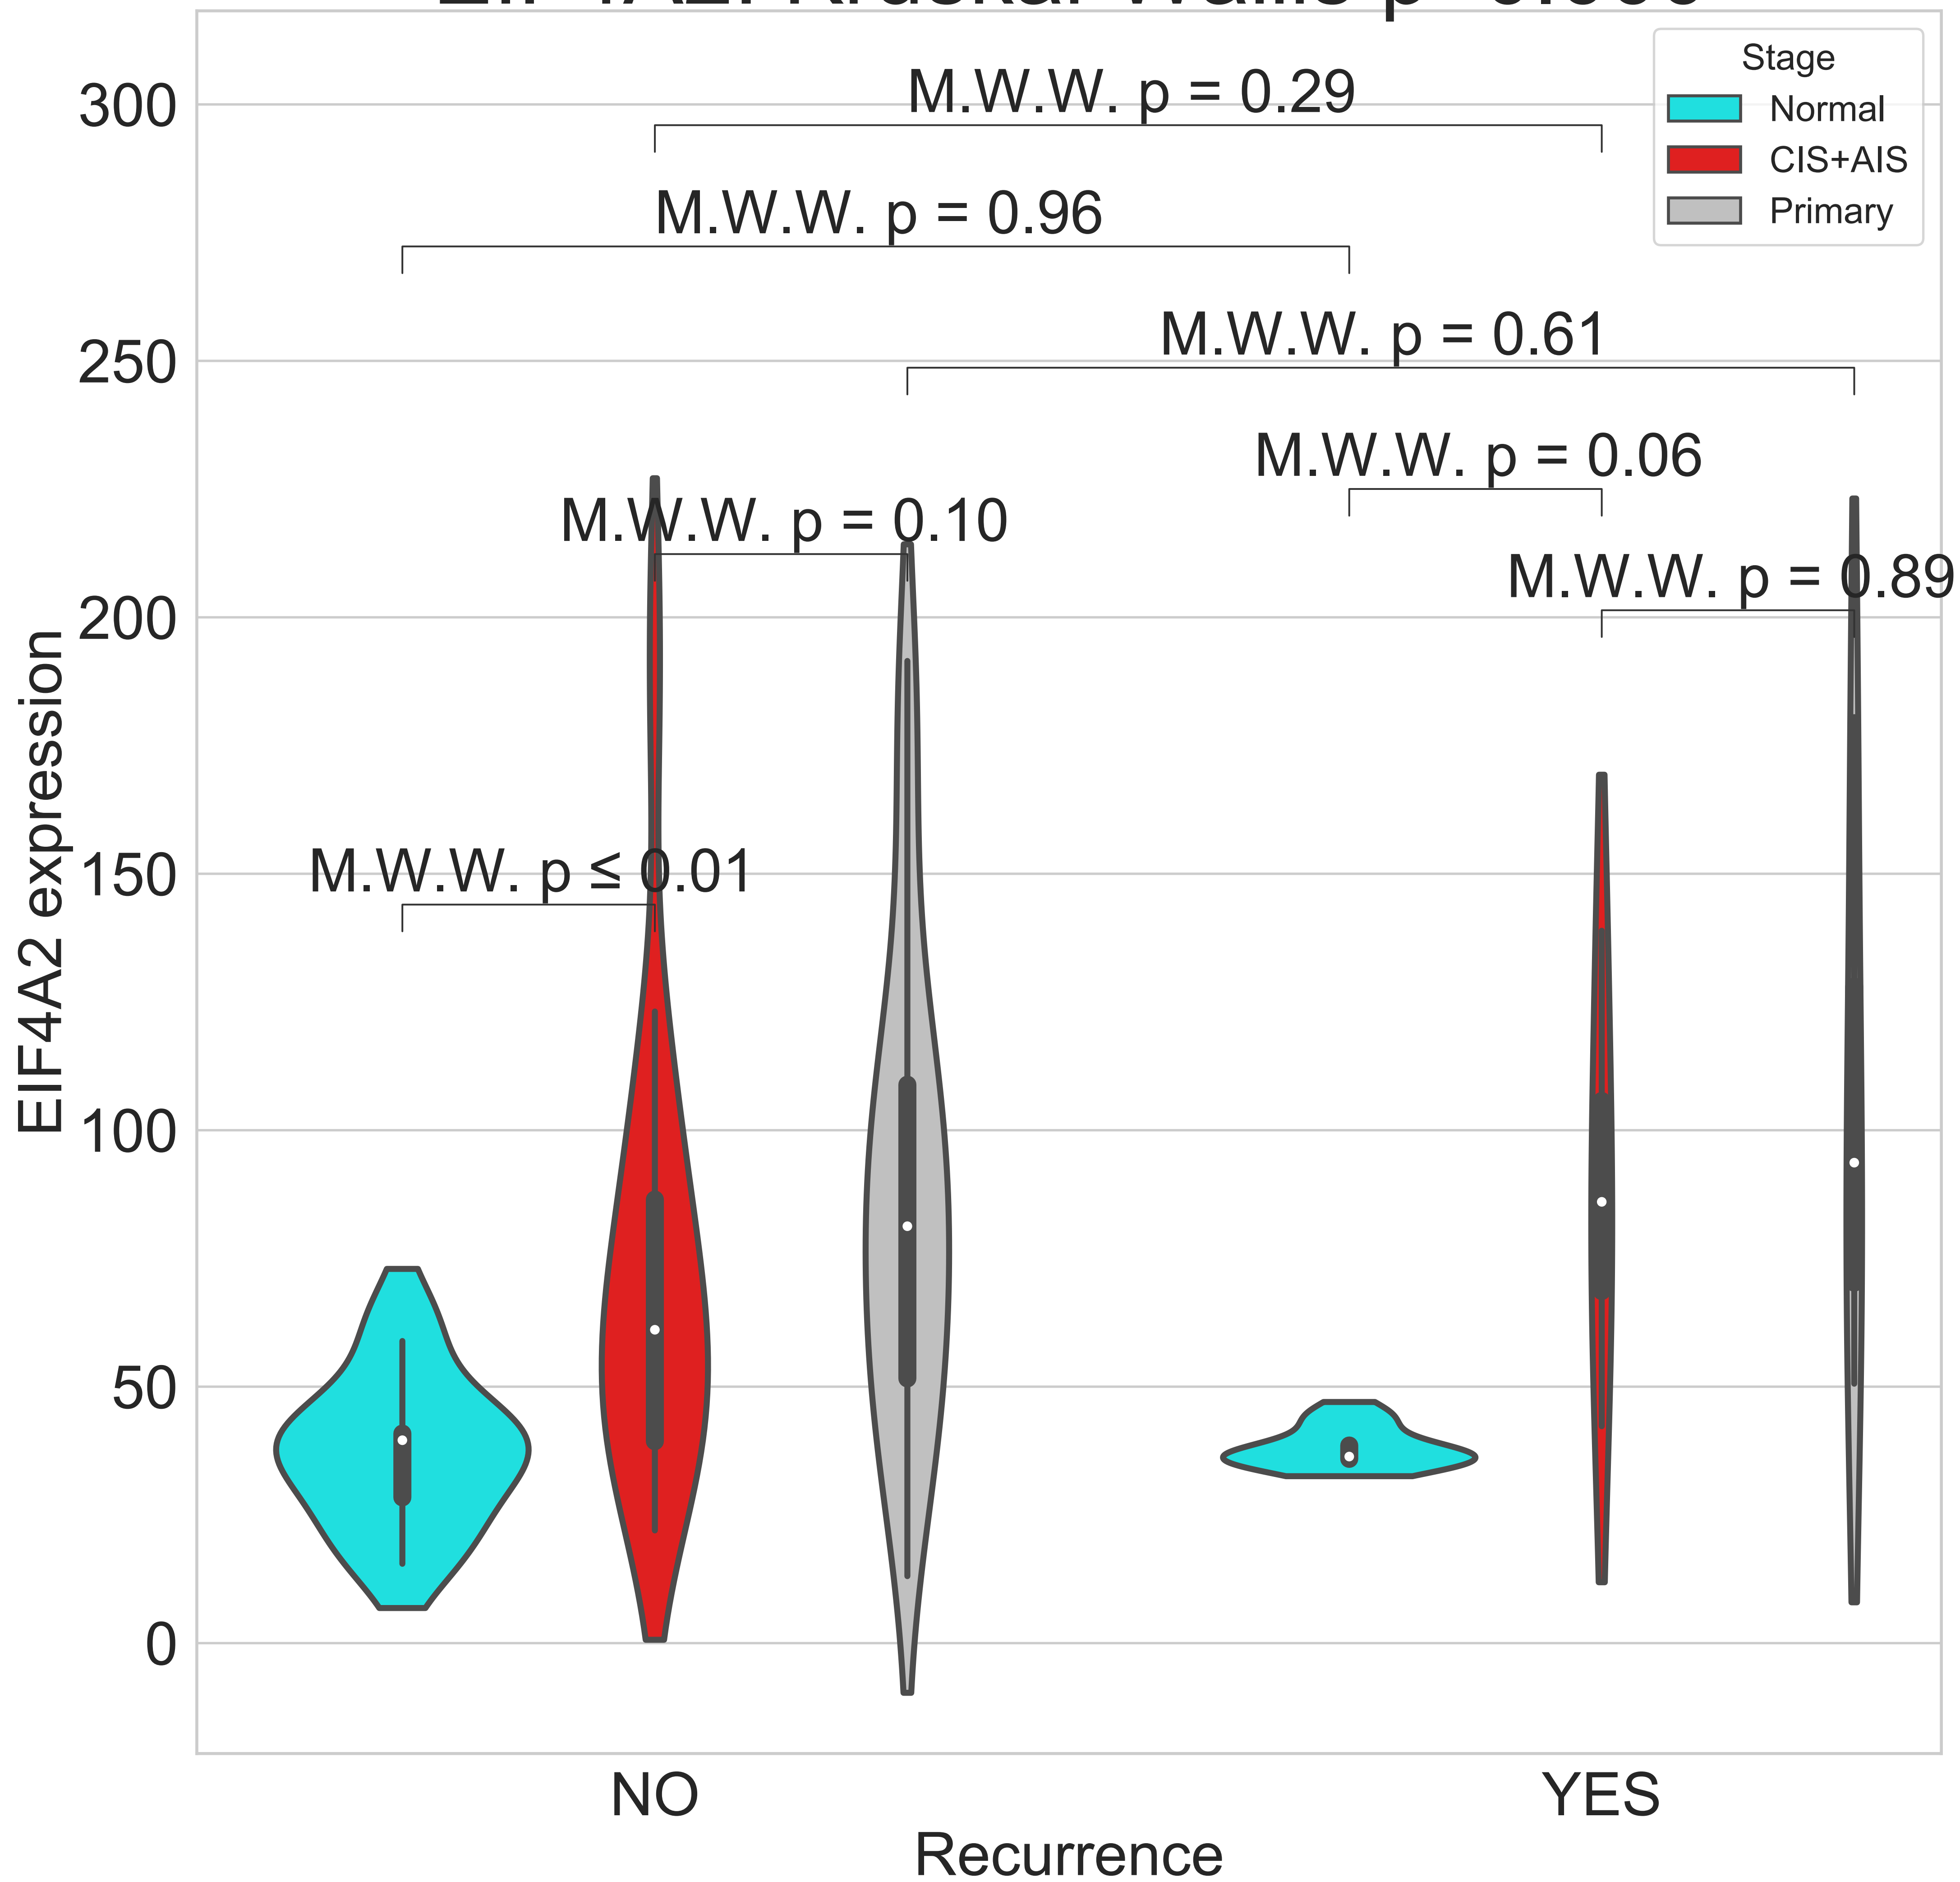 Stage
Normal
CIS+AIS
Primary
M.W.W. p = 0.29
M.W.W. p = 0.96
M.W.W. p = 0.61
M.W.W. p = 0.06
M.W.W. p = 0.10
M.W.W. p = 0.89
M.W.W. p ≤ 0.01
EIF4A2 expression
300
250
200
150
100
50
0
NO
YES
Recurrence